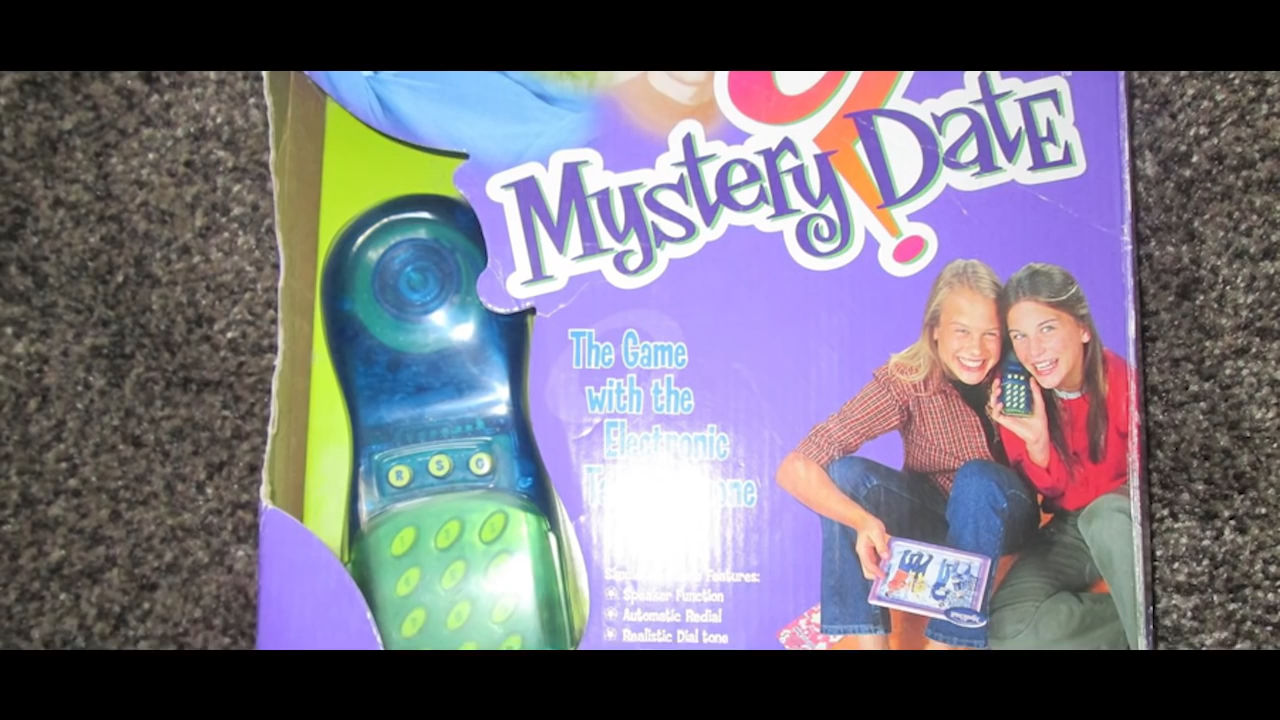 Mystery Date
The Game
with the
Electronic
R S
Features:
Speaker Function
Automatic Redial
Realistic Dial tone